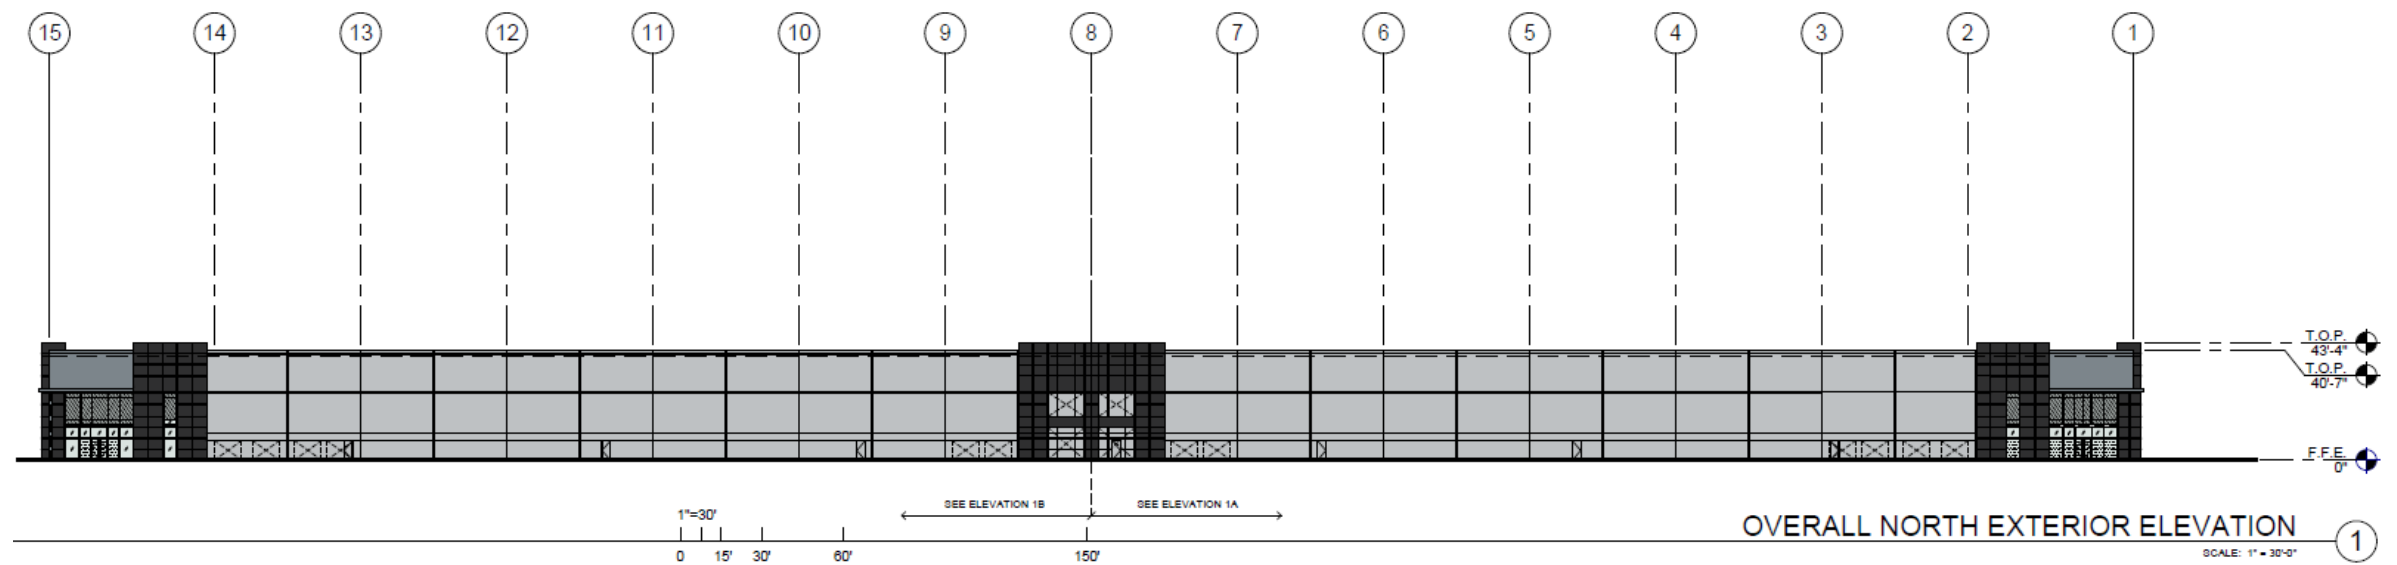 15 14 13 12 11 10 9 8 7 6 5 4 3 2 1
T.O.P.
43'-4"
T.O.P.
40'-7"
F.F.E.
0"
SEE ELEVATION 1B SEE ELEVATION 1A
1"=30'
0 15' 30' 60' 150'
OVERALL NORTH EXTERIOR ELEVATION
1
SCALE: 1" = 30'-0"